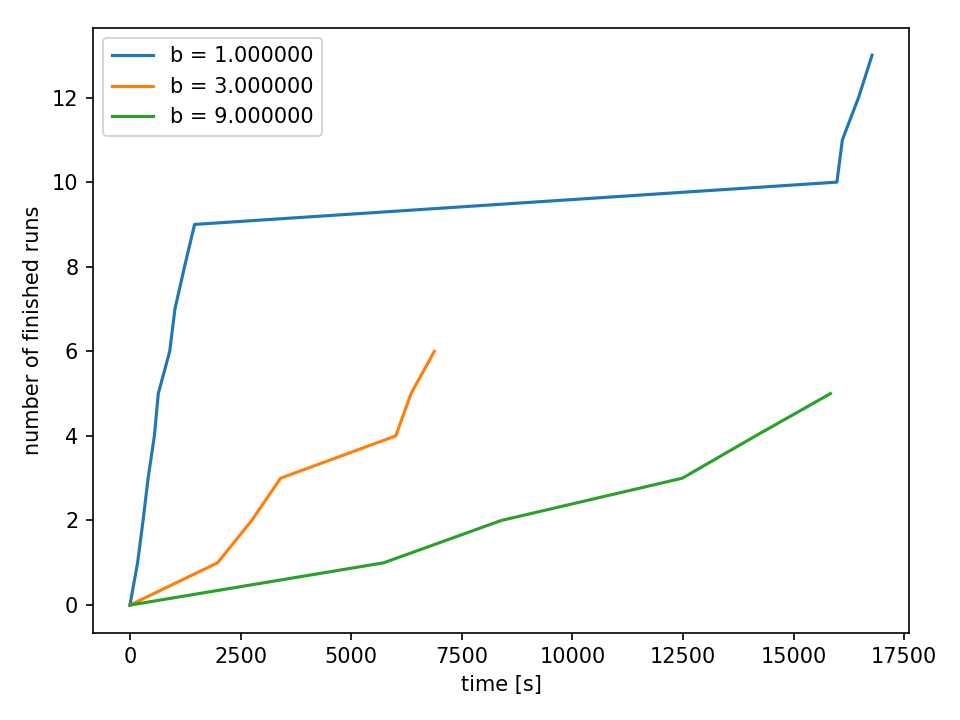 b = 1.000000
b = 3.000000
b = 9.000000
12
10
8
6
4
2
0
number of finished runs
0 2500 5000 7500 10000 12500 15000 17500
time [s]